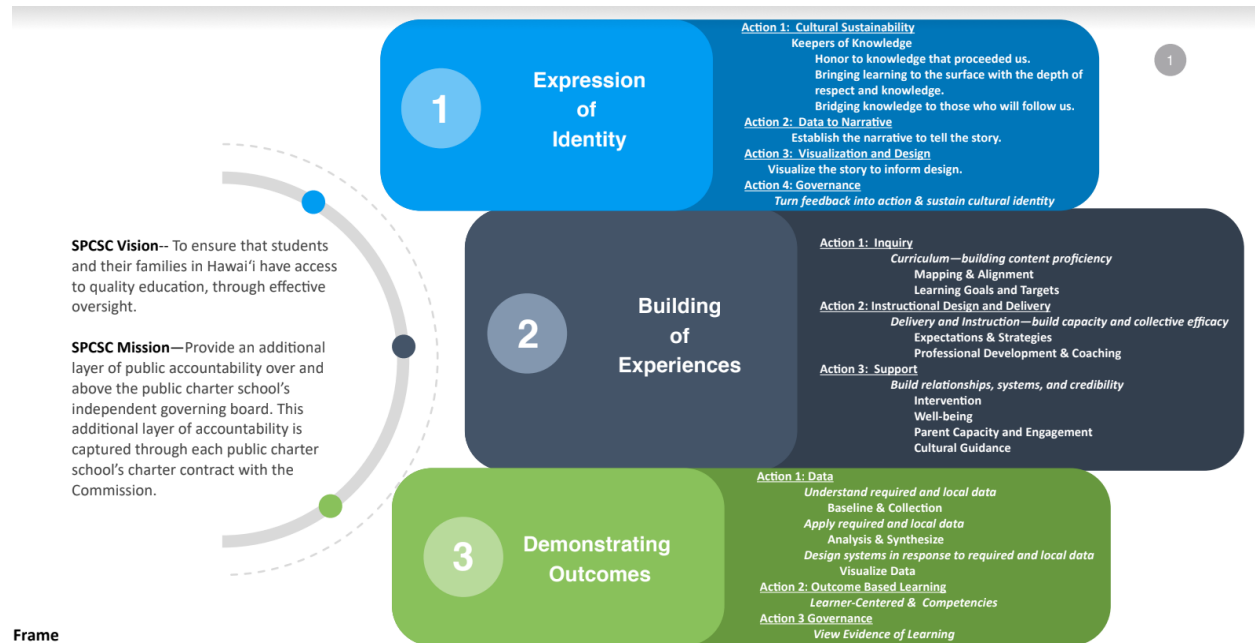 1
Expression
of
Identity
Action 1:  Cultural Sustainability
Keepers of Knowledge
Honor to knowledge that proceeded us.
Bringing learning to the surface with the depth of
respect and knowledge.
Bridging knowledge to those who will follow us.
Action 2:  Data to Narrative
Establish the narrative to tell the story.
Action 3:  Visualization and Design
Visualize the story to inform design.
Action 4: Governance
Turn feedback into action & sustain cultural identity
1
SPCSC Vision-- To ensure that students
and their families in Hawaiʻi have access
to quality education, through effective
oversight.
SPCSC Mission—Provide an additional
layer of public accountability over and
above the public charter school’s
independent governing board. This
additional layer of accountability is
captured through each public charter
school’s charter contract with the
Commission.
2
Building
of
Experiences
Action 1:  Inquiry
Curriculum—building content proficiency
Mapping & Alignment
Learning Goals and Targets
Action 2: Instructional Design and Delivery
Delivery and Instruction—build capacity and collective efficacy
Expectations & Strategies
Professional Development & Coaching
Action 3:  Support
Build relationships, systems, and credibility
Intervention
Well-being
Parent Capacity and Engagement
Cultural Guidance
3
Demonstrating
Outcomes
Action 1: Data
Understand required and local data
Baseline & Collection
Apply required and local data
Analysis & Synthesize
Design systems in response to required and local data
Visualize Data
Action 2: Outcome Based Learning
Learner-Centered &  Competencies
Action 3 Governance
View Evidence of Learning
Frame